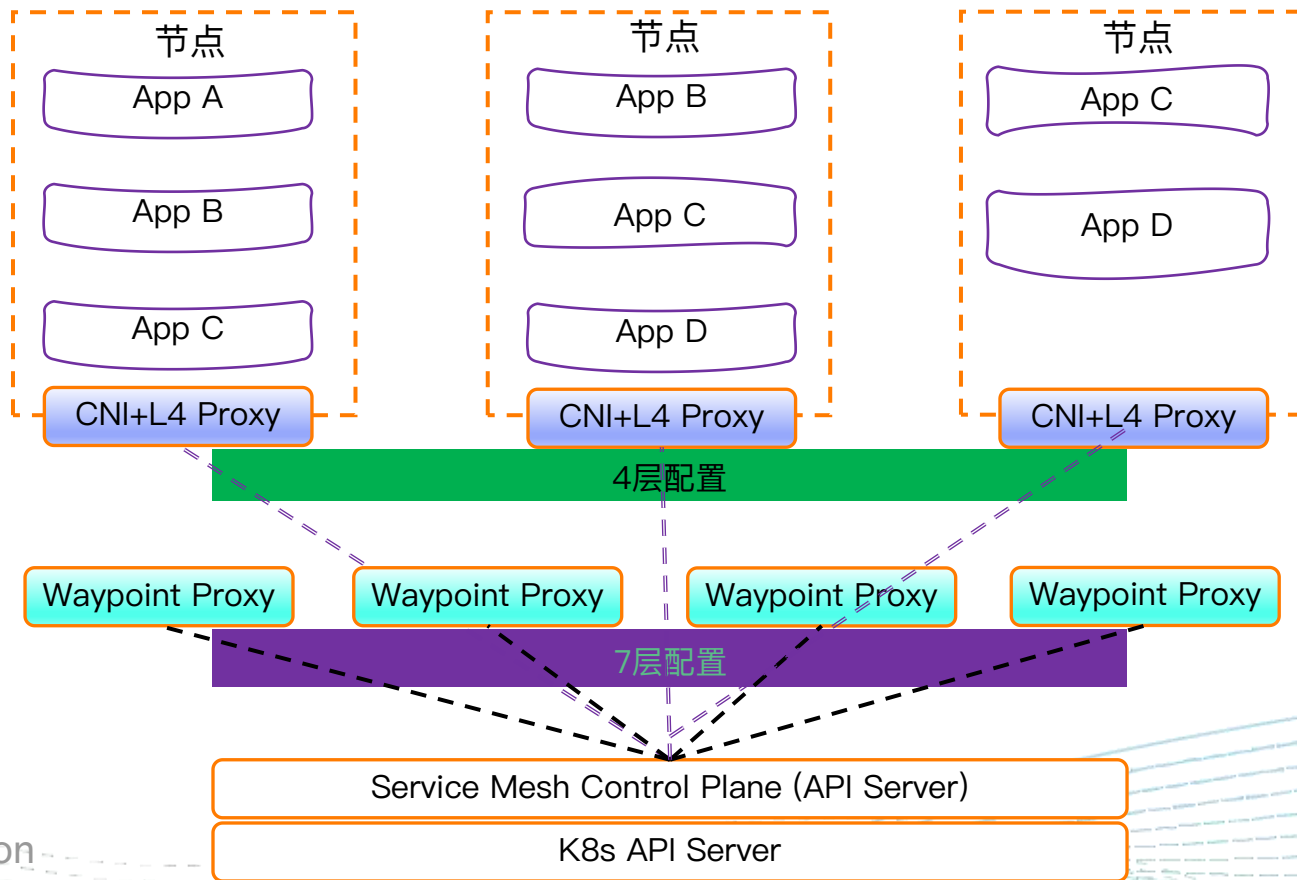 节点
App A
App B
App C
CNI+L4 Proxy
节点
App B
App C
App D
CNI+L4 Proxy
节点
App C
App D
CNI+L4 Proxy
4层配置
Waypoint Proxy
Waypoint Proxy
Waypoint Proxy
Waypoint Proxy
7层配置
Service Mesh Control Plane (API Server)
K8s API Server
on